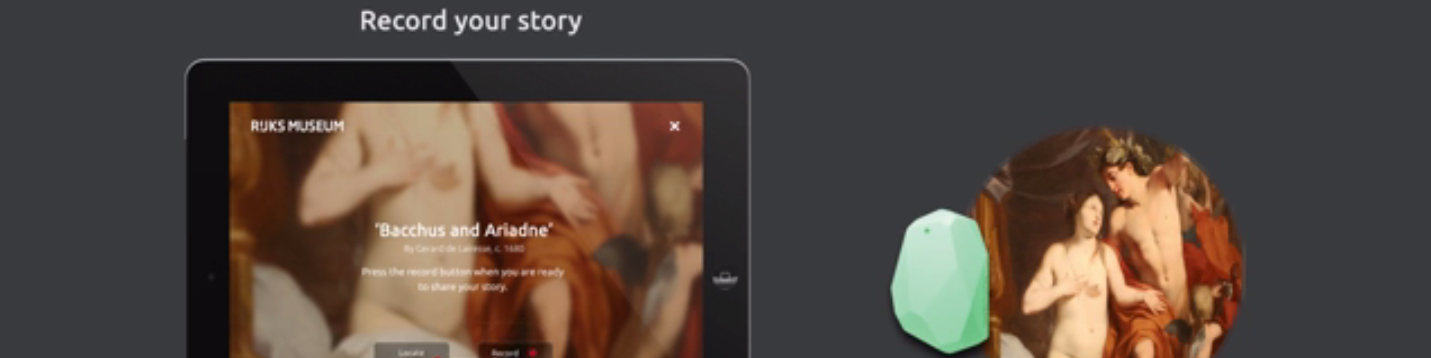 Record your story
RIJKS MUSEUM
×
'Bacchus and Ariadne'
By Gerard de Lairesse, c. 1680
Press the record button when you are ready
to share your story.
Locate
Record